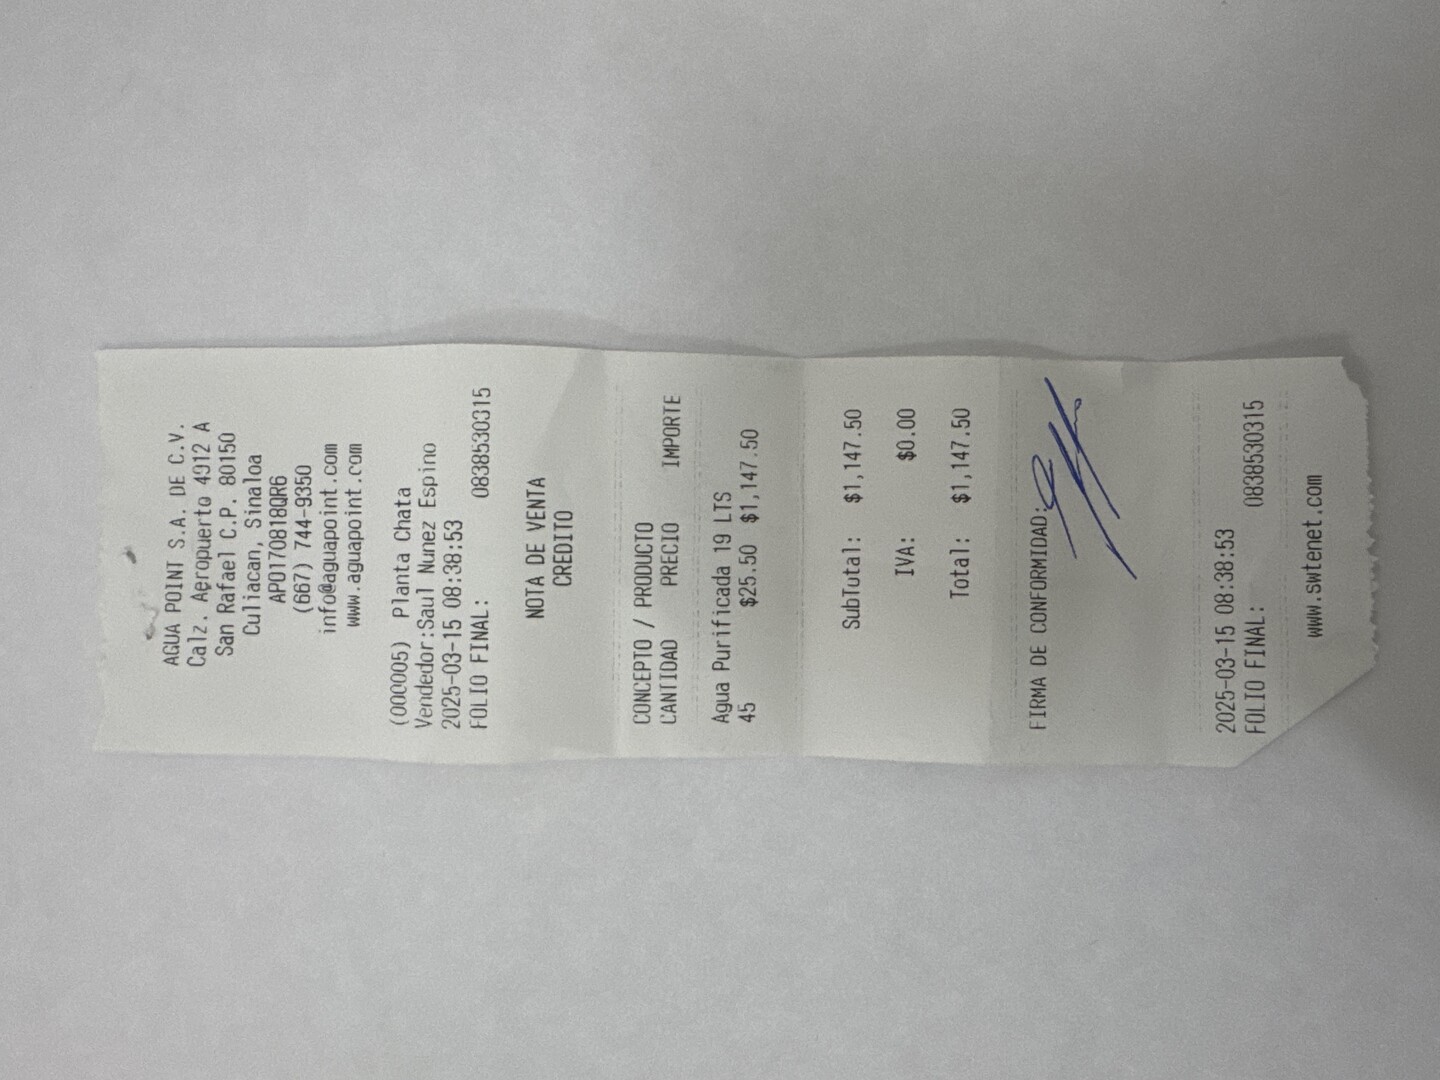 AGUA POINT S.A. DE C.V.
Calz. Aeropuerto 4912 A
San Rafael C.P. 80150
Culiacan, Sinaloa
APO170818QR6
(667) 744-9350
info@aguapoint.com
www.aguapoint.com
(000005) Planta Chata
Vendedor:Saul Nunez Espino
2025-03-15 08:38:53
FOLIO FINAL: 0838530315
NOTA DE VENTA
CREDITO
CONCEPTO / PRODUCTO
CANTIDAD PRECIO IMPORTE
Agua Purificada 19 LTS
45 $25.50 $1,147.50
SubTutal: $1,147.50
IVA: $0.00
Total: $1,147.50
FIRMA DE CONFORMIDAD:
2025-03-15 08:38:53
FOLIO FINAL: 0838530315
www.swtenet.com